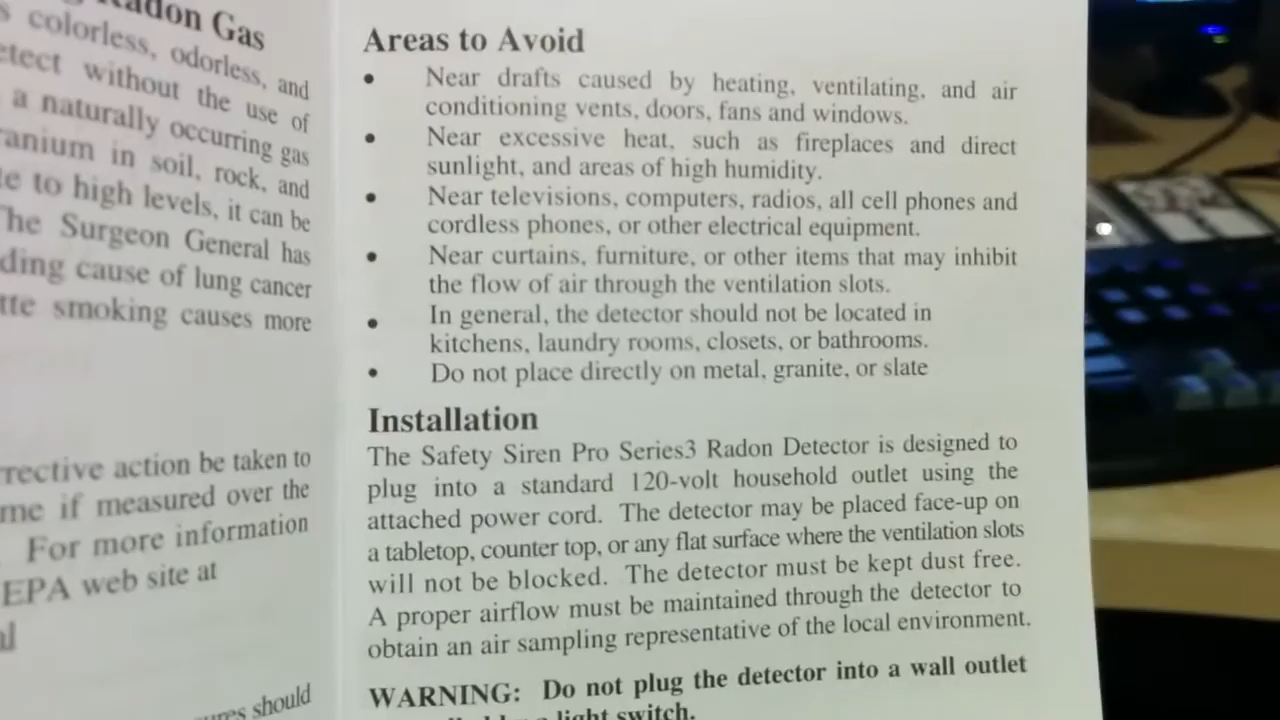 Radon Gas
colorless, odorless, and
without the use of
a naturally occurring gas
in soil, rock, and
to high levels, it can be
The Surgeon General has
cause of lung cancer
smoking causes more
action be taken to
if measured over the
For more information
EPA web site at
should
Areas to Avoid
• Near drafts caused by heating, ventilating, and air
conditioning vents, doors, fans and windows.
• Near excessive heat, such as fireplaces and direct
sunlight, and areas of high humidity.
• Near televisions, computers, radios, all cell phones and
cordless phones, or other electrical equipment.
• Near curtains, furniture, or other items that may inhibit
the flow of air through the ventilation slots.
• In general, the detector should not be located in
kitchens, laundry rooms, closets, or bathrooms.
• Do not place directly on metal, granite, or slate
Installation
The Safety Siren Pro Series3 Radon Detector is designed to
plug into a standard 120-volt household outlet using the
attached power cord. The detector may be placed face-up on
a tabletop, counter top, or any flat surface where the ventilation slots
will not be blocked. The detector must be kept dust free.
A proper airflow must be maintained through the detector to
obtain an air sampling representative of the local environment.
WARNING: Do not plug the detector into a wall outlet
light switch.